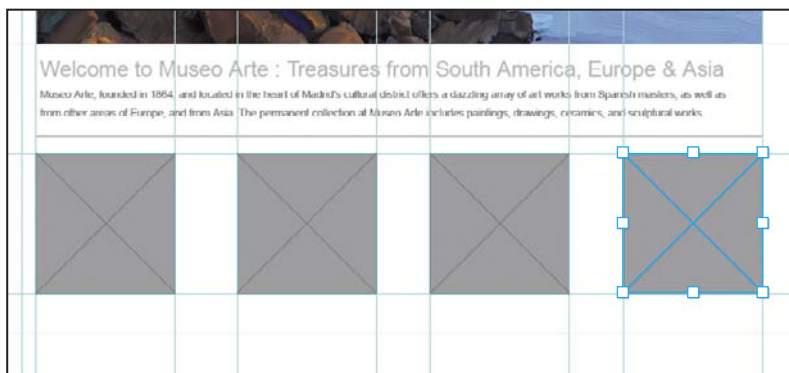 Welcome to Museo Arte : Treasures from South America, Europe & Asia
Museo Arte, founded in 1864, and located in the heart of Madrid's cultural district offers a dazzling array of art works from Spanish masters, as well as
from other areas of Europe, and from Asia. The permanent collection at Museo Arte includes paintings, drawings, ceramics, and sculptural works